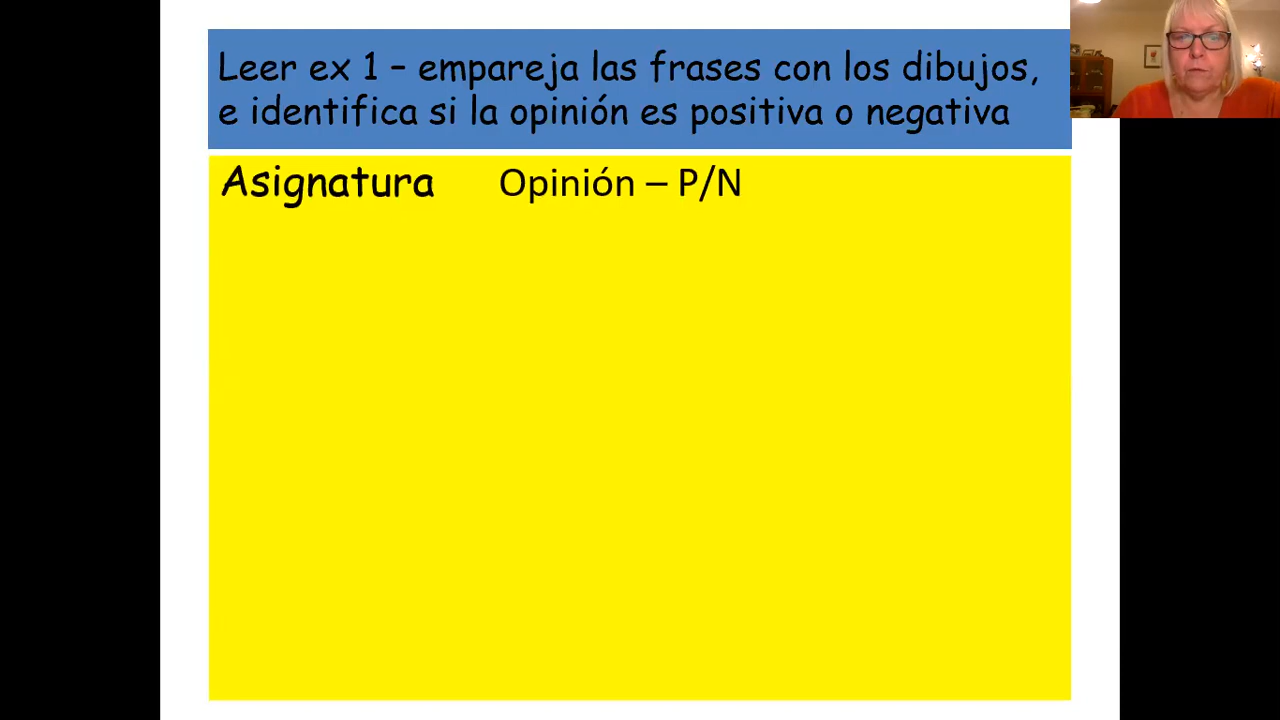 Leer ex 1 – empareja las frases con los dibujos,
e identifica si la opinión es positiva o negativa
Asignatura Opinión – P/N